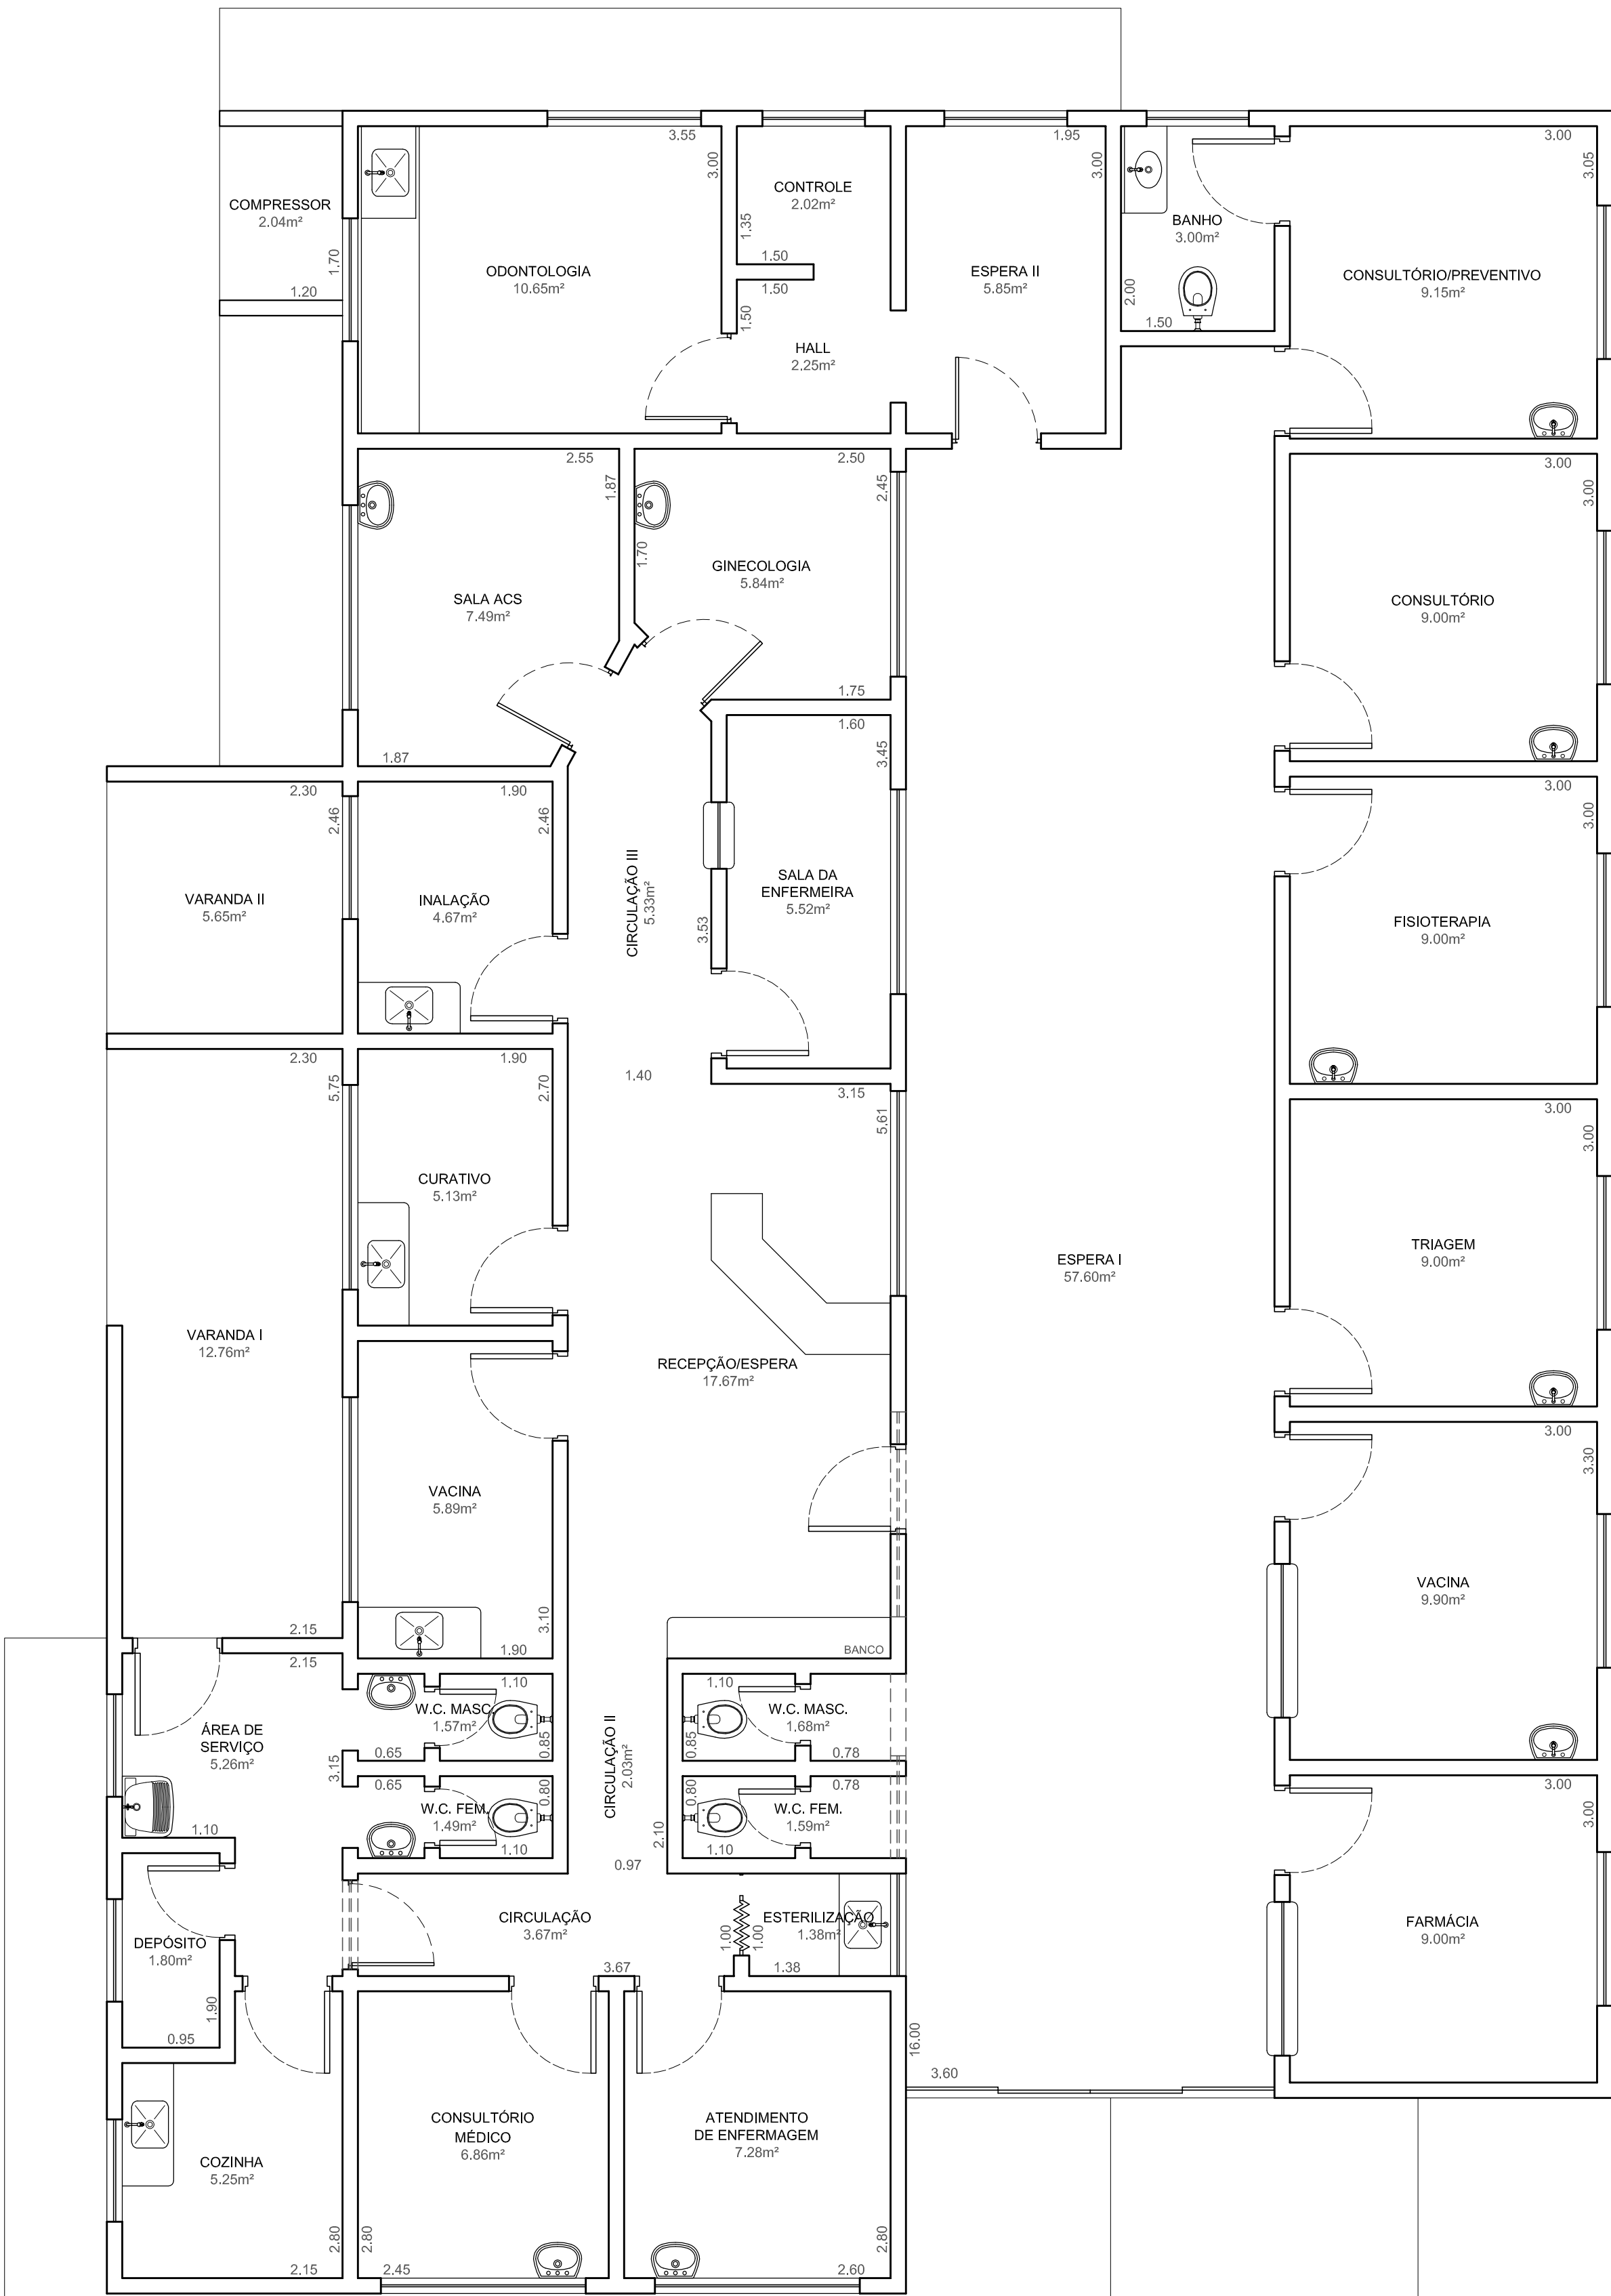 3.55
3.00
1.95
3.00
3.00
3.05
CONTROLE
2.02m²
COMPRESSOR
2.04m²
1.35
BANHO
3.00m²
1.70
1.20
ODONTOLOGIA
10.65m²
1.50
1.50
1.50
ESPERA II
5.85m²
2.00
1.50
CONSULTÓRIO/PREVENTIVO
9.15m²
HALL
2.25m²
2.55
1.87
2.50
2.45
3.00
3.00
1.70
GINECOLOGIA
5.84m²
SALA ACS
7.49m²
CONSULTÓRIO
9.00m²
1.75
1.60
3.45
1.87
2.30
2.46
1.90
2.46
3.00
3.00
VARANDA II
5.65m²
INALAÇÃO
4.67m²
CIRCULAÇÃO III
5.33m²
3.53
SALA DA
ENFERMEIRA
5.52m²
FISIOTERAPIA
9.00m²
2.30
5.75
1.90
2.70
1.40
3.15
5.61
3.00
3.00
CURATIVO
5.13m²
VARANDA I
12.76m²
RECEPÇÃO/ESPERA
17.67m²
ESPERA I
57.60m²
TRIAGEM
9.00m²
3.00
3.30
VACINA
5.89m²
VACINA
9.90m²
3.10
1.90
2.15
2.15
BANCO
1.10
W.C. MASC.
1.57m²
0.65
0.85
1.10
W.C. MASC.
1.68m²
0.85
0.78
ÁREA DE
SERVIÇO
5.26m²
3.15
CIRCULAÇÃO II
2.03m²
0.65
W.C. FEM.
1.49m²
0.80
1.10
0.78
W.C. FEM.
1.59m²
0.80
1.10
2.10
0.97
1.10
3.00
3.00
DEPÓSITO
1.80m²
1.90
0.95
CIRCULAÇÃO
3.67m²
3.67
1.00
1.00
ESTERILIZAÇÃO
1.38m²
1.38
FARMÁCIA
9.00m²
16.00
3.60
COZINHA
5.25m²
2.80
2.15
CONSULTÓRIO
MÉDICO
6.86m²
2.80
2.45
ATENDIMENTO
DE ENFERMAGEM
7.28m²
2.80
2.60